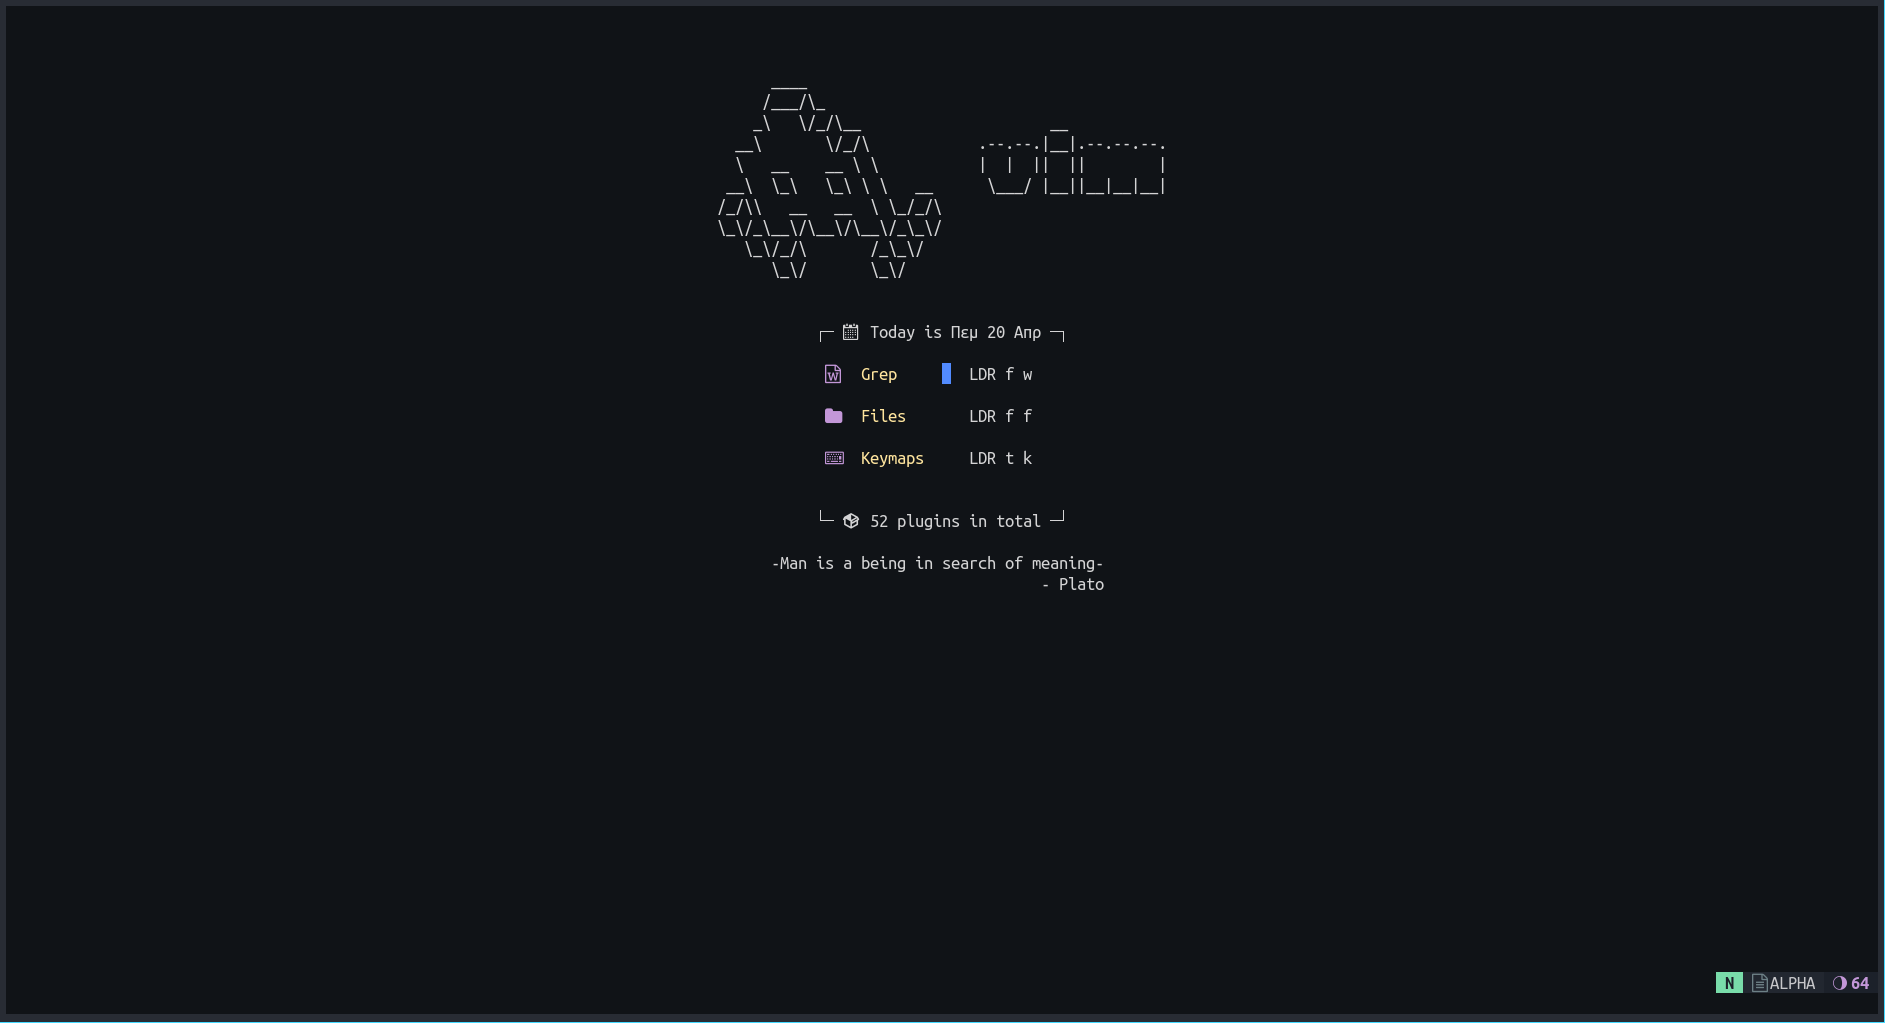 vim
Today is Πεμ 20 Απρ
Grep LDR f w
Files LDR f f
Keymaps LDR t k
52 plugins in total
-Man is a being in search of meaning-
- Plato
N ALPHA 64